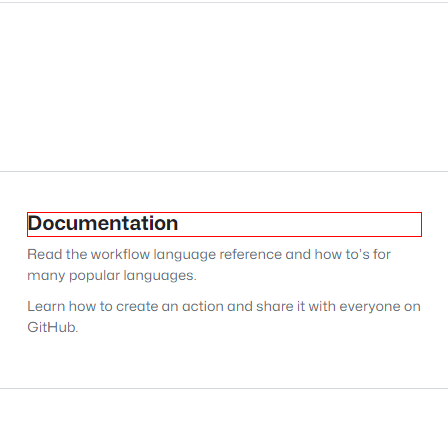 Documentation
Read the workflow language reference and how to's for
many popular languages.
Learn how to create an action and share it with everyone on
GitHub.